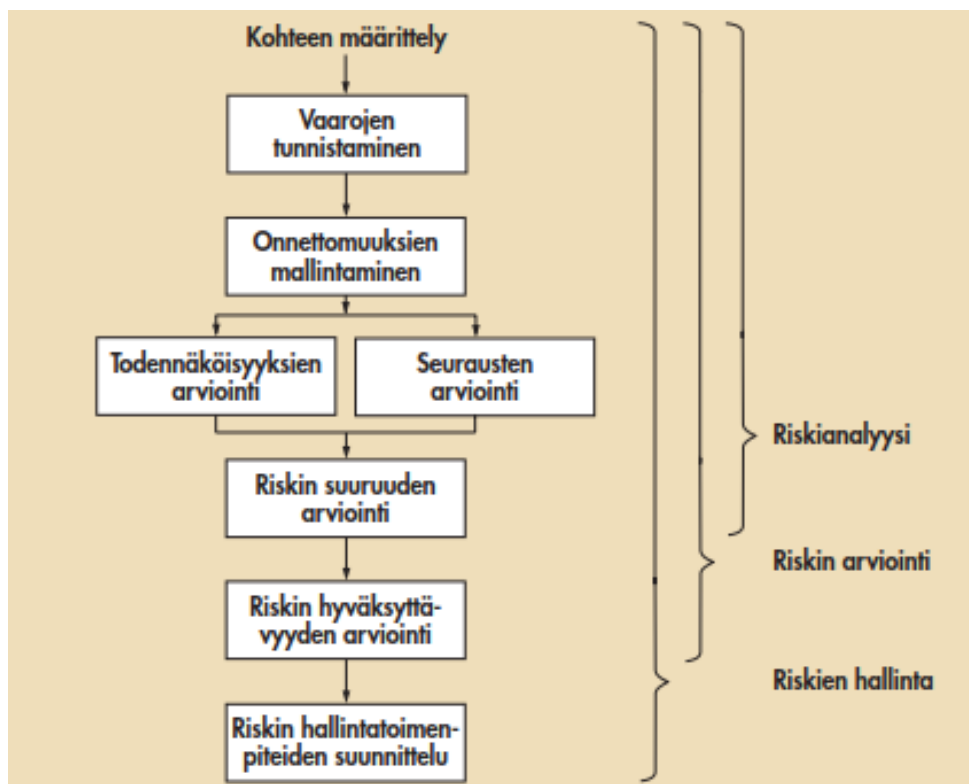 Kohteen määrittely
Vaarojen
tunnistaminen
Onnettomuuksien
mallintaminen
Todennäköisyyksien
arviointi
Seurausten
arviointi
Riskianalyysi
Riskin suuruuden
arviointi
Riskin arviointi
Riskin hyväksyttä-
vyyden arviointi
Riskien hallinta
Riskin hallintatoimen-
piteiden suunnittelu